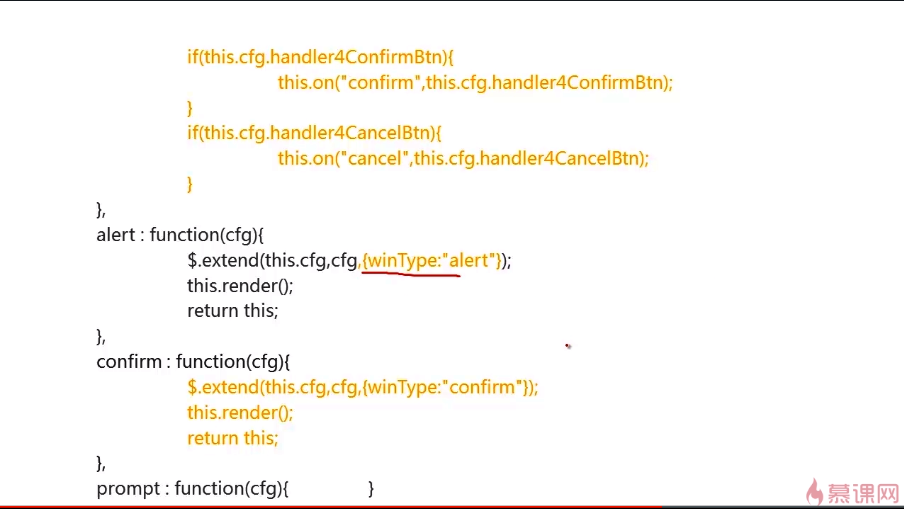 if(this.cfg.handler4ConfirmBtn){
this.on("confirm",this.cfg.handler4ConfirmBtn);
}
if(this.cfg.handler4CancelBtn){
this.on("cancel",this.cfg.handler4CancelBtn);
}
},
alert : function(cfg){
$.extend(this.cfg,cfg,{winType:"alert"});
this.render();
return this;
},
confirm : function(cfg){
$.extend(this.cfg,cfg,{winType:"confirm"});
this.render();
return this;
},
prompt : function(cfg){ }
慕课网